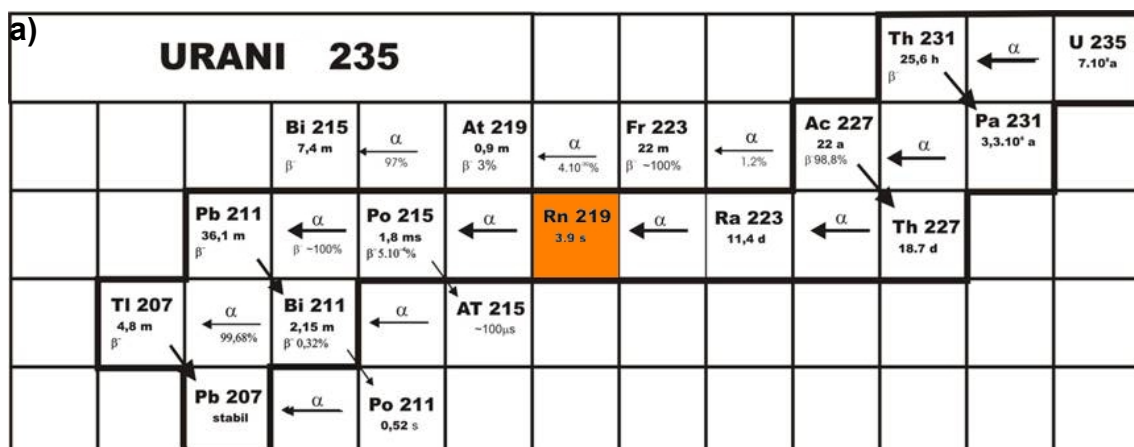 a)
URANI 235
Th 231
25,6 h
β⁻
α
U 235
7.10⁸a
Bi 215
7,4 m
β⁻
α
97%
At 219
0,9 m
β⁻ 3%
α
Fr 223
22 m
β⁻ ~100%
α
1,2%
Ac 227
22 a
β⁻98,8%
α
Pa 231
3,3.10⁴ a
Pb 211
36,1 m
β⁻
α
β⁻ ~100%
Po 215
1,8 ms
β⁻5.10⁻⁴%
α
Rn 219
3.9 s
α
Ra 223
11,4 d
α
Th 227
18.7 d
Tl 207
4,8 m
β⁻
α
99,68%
Bi 211
2,15 m
β⁻ 0,32%
α
AT 215
~100μs
Pb 207
stabil
α
Po 211
0,52 s